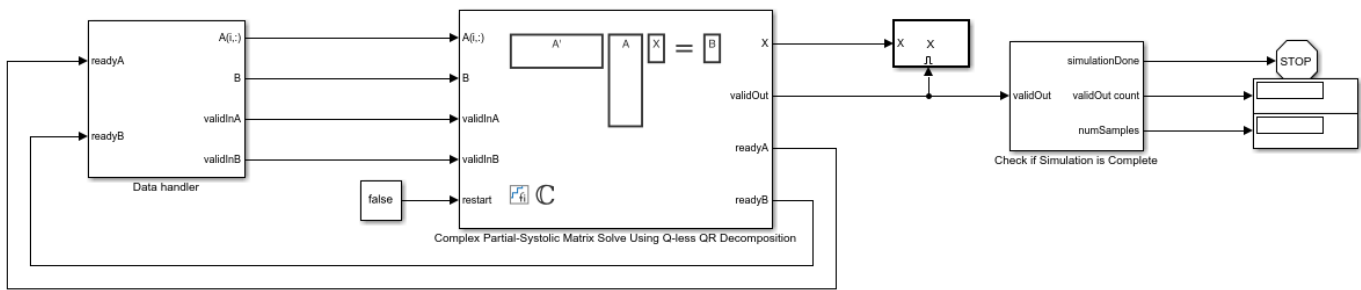 A(i,:)
readyA
B
readyB
validInA
validInB
Data handler
false
A(i,:)
A'
A
X
=
B
X
B
validOut
validInA
readyA
validInB
restart
fi
ℂ
readyB
Complex Partial-Systolic Matrix Solve Using Q-less QR Decomposition
X
X
simulationDone
validOut
validOut count
numSamples
Check if Simulation is Complete
STOP